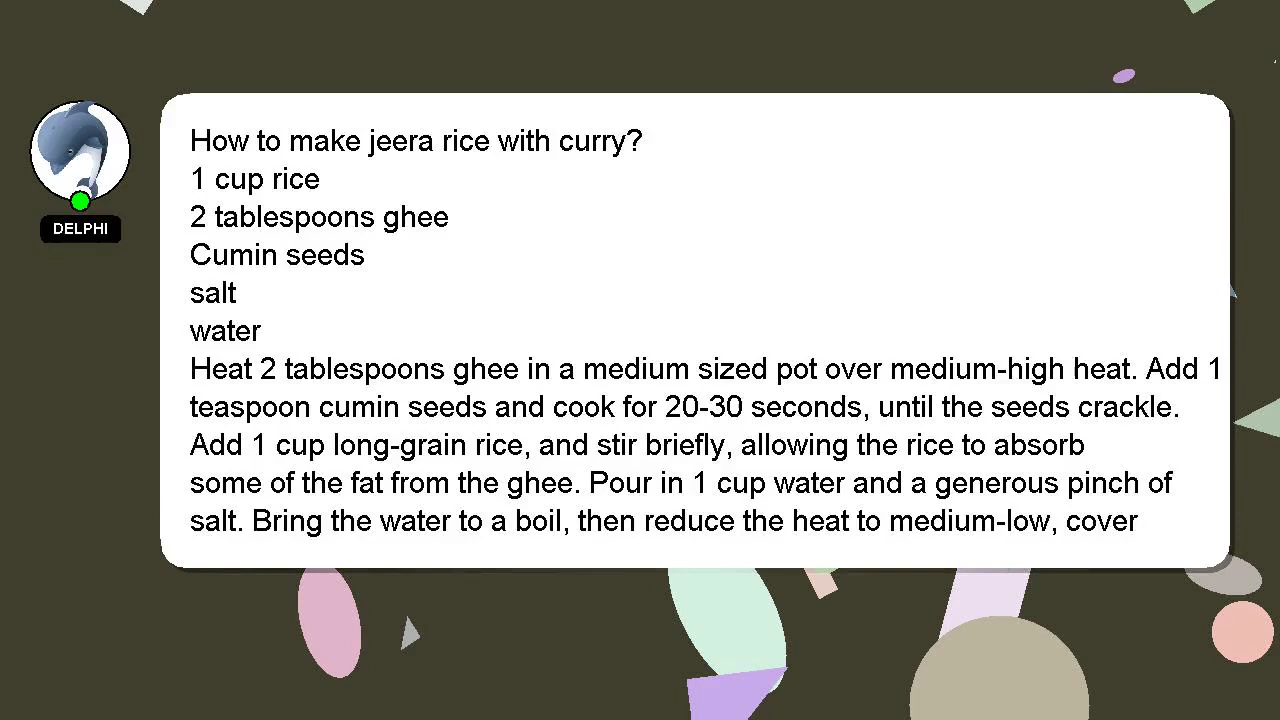 DELPHI
How to make jeera rice with curry?
1 cup rice
2 tablespoons ghee
Cumin seeds
salt
water
Heat 2 tablespoons ghee in a medium sized pot over medium-high heat. Add 1
teaspoon cumin seeds and cook for 20-30 seconds, until the seeds crackle.
Add 1 cup long-grain rice, and stir briefly, allowing the rice to absorb
some of the fat from the ghee. Pour in 1 cup water and a generous pinch of
salt. Bring the water to a boil, then reduce the heat to medium-low, cover